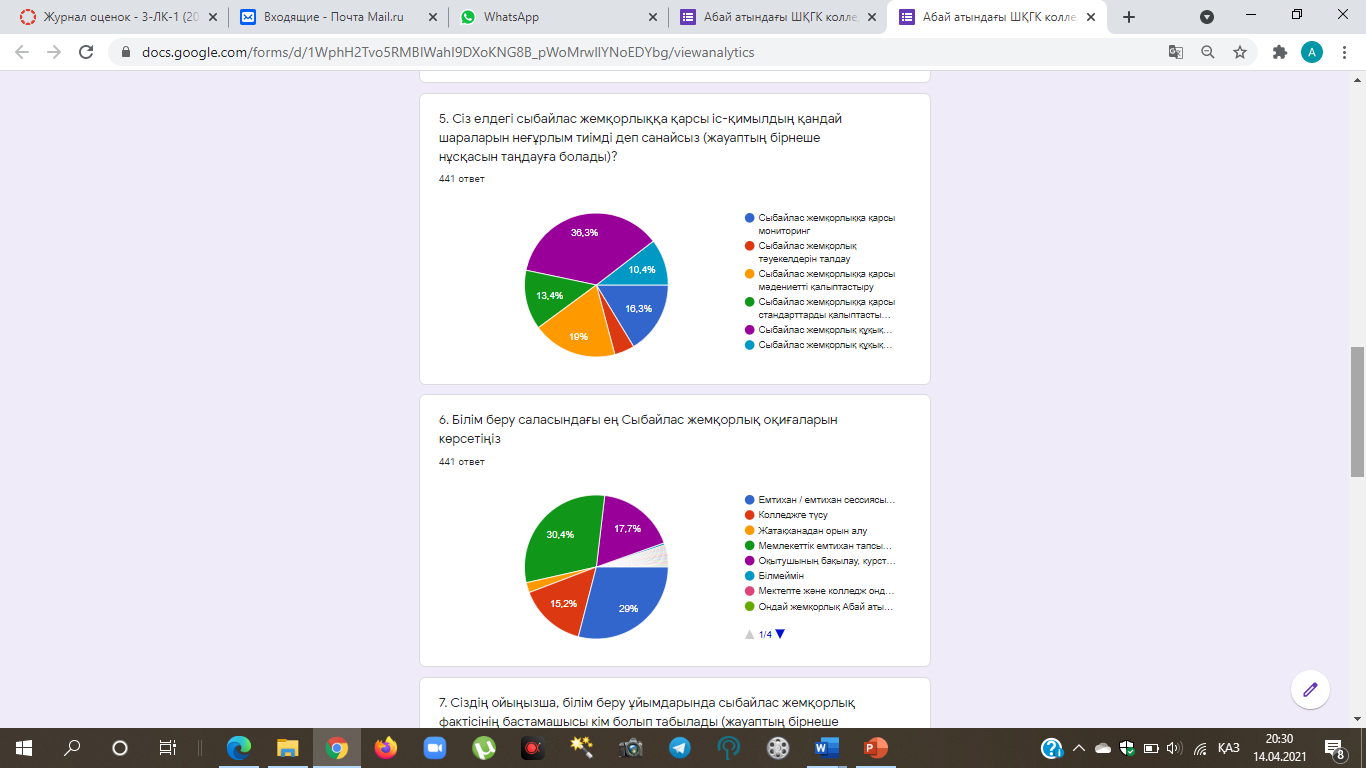 Журнал оценок - 3-ЛК-1 (20
Входящие - Почта Mail.ru
WhatsApp
Абай атындағы ШҚГК колле
Абай атындағы ШҚГК колле
docs.google.com/forms/d/1WphH2Tvo5RMBlWahI9DXoKNG8B_pWoMrwIlYNoEDYbg/viewanalytics
A
5. Сіз елдегі сыбайлас жемқорлыққа қарсы іс-қимылдың қандай
шараларын неғұрлым тиімді деп санайсыз (жауаптың бірнеше
нұсқасын таңдауға болады)?
441 ответ
36,3%
10,4%
13,4%
16,3%
19%
Сыбайлас жемқорлыққа қарсы
мониторинг
Сыбайлас жемқорлық
тәуекелдерін талдау
Сыбайлас жемқорлыққа қарсы
мәдениетті қалыптастыру
Сыбайлас жемқорлыққа қарсы
стандарттарды қалыптасты...
Сыбайлас жемқорлық құқық...
Сыбайлас жемқорлық құқық...
6. Білім беру саласындағы ең Сыбайлас жемқорлық оқиғаларын
көрсетіңіз
441 ответ
30,4%
17,7%
15,2%
29%
Емтихан / емтихан сессиясы...
Колледжге түсу
Жатақханадан орын алу
Мемлекеттік емтихан тапсы...
Оқытушының бақылау, курст...
Білмеймін
Мектепте және колледж онд...
Ондай жемқорлық Абай аты...
1/4
7. Сіздің ойыңызша, білім беру ұйымдарында сыбайлас жемқорлық
фактісінің бастамашысы кім болып табылады (жауаптың бірнеше
ҚАЗ
20:30
14.04.2021
8